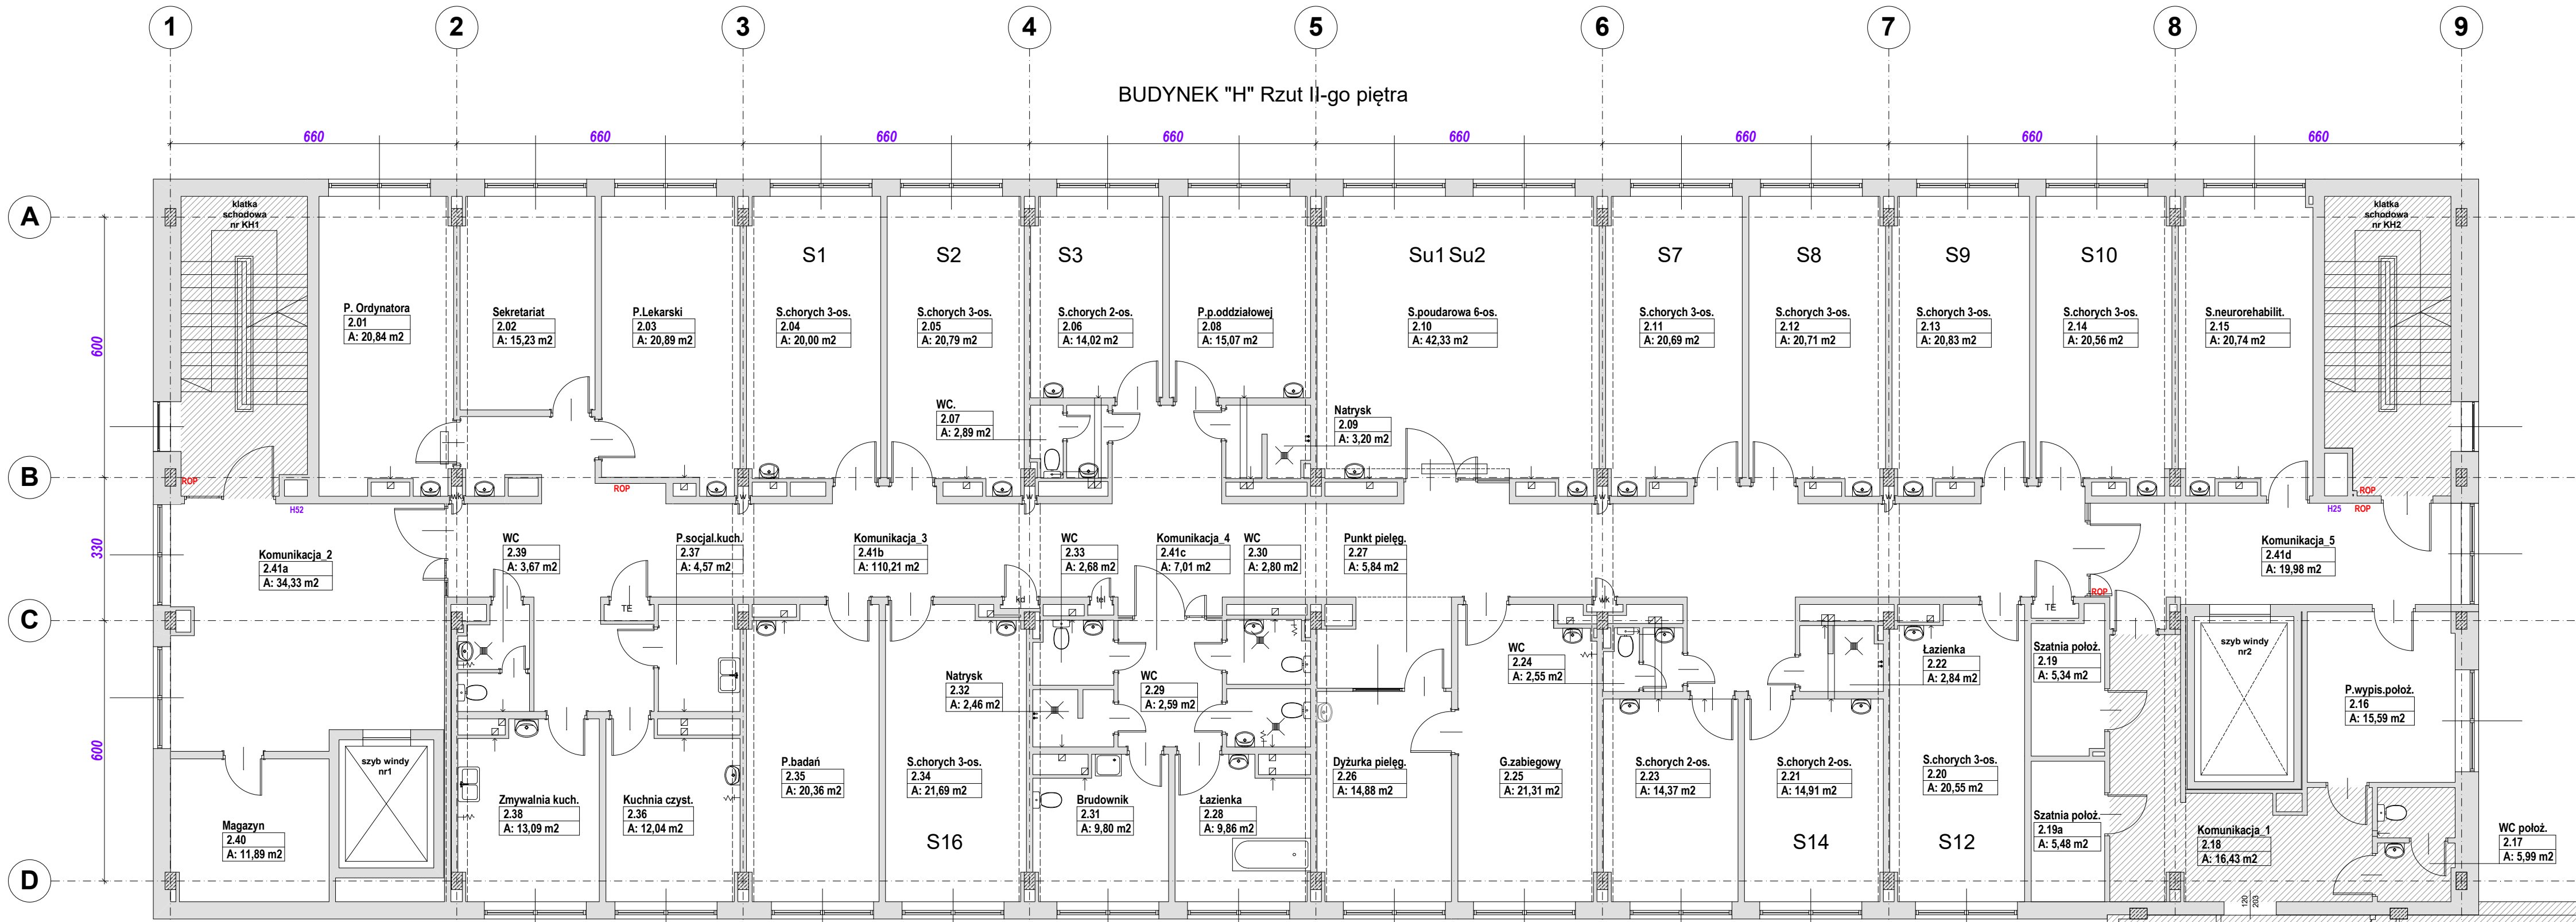 1 2 3 4 5 6 7 8 9
BUDYNEK "H" Rzut II-go piętra
660 660 660 660 660 660 660 660
A
B
C
D
600
330
600
klatka
schodowa
nr KH1
klatka
schodowa
nr KH2
S1
S2
S3
Su1 Su2
S7
S8
S9
S10
P. Ordynatora
2.01
A: 20,84 m2
Sekretariat
2.02
A: 15,23 m2
P.Lekarski
2.03
A: 20,89 m2
S.chorych 3-os.
2.04
A: 20,00 m2
S.chorych 3-os.
2.05
A: 20,79 m2
S.chorych 2-os.
2.06
A: 14,02 m2
P.p.oddziałowej
2.08
A: 15,07 m2
S.poudarowa 6-os.
2.10
A: 42,33 m2
S.chorych 3-os.
2.11
A: 20,69 m2
S.chorych 3-os.
2.12
A: 20,71 m2
S.chorych 3-os.
2.13
A: 20,83 m2
S.chorych 3-os.
2.14
A: 20,56 m2
S.neurorehabilit.
2.15
A: 20,74 m2
WC.
2.07
A: 2,89 m2
Natrysk
2.09
A: 3,20 m2
ROP
H52
wk
ROP
w
w
w
w
ROP
H25
ROP
Komunikacja_2
2.41a
A: 34,33 m2
WC
2.39
A: 3,67 m2
P.socjal.kuch.
2.37
A: 4,57 m2
Komunikacja_3
2.41b
A: 110,21 m2
WC
2.33
A: 2,68 m2
Komunikacja_4
2.41c
A: 7,01 m2
WC
2.30
A: 2,80 m2
Punkt pielęg.
2.27
A: 5,84 m2
Komunikacja_5
2.41d
A: 19,98 m2
TE
kd
tel
wk
TE
ROP
Natrysk
2.32
A: 2,46 m2
WC
2.29
A: 2,59 m2
WC
2.24
A: 2,55 m2
Łazienka
2.22
A: 2,84 m2
Szatnia położ.
2.19
A: 5,34 m2
szyb windy
nr2
P.wypis.położ.
2.16
A: 15,59 m2
szyb windy
nr1
Magazyn
2.40
A: 11,89 m2
Zmywalnia kuch.
2.38
A: 13,09 m2
Kuchnia czyst.
2.36
A: 12,04 m2
P.badań
2.35
A: 20,36 m2
S.chorych 3-os.
2.34
A: 21,69 m2
S16
Brudownik
2.31
A: 9,80 m2
Łazienka
2.28
A: 9,86 m2
Dyżurka pielęg.
2.26
A: 14,88 m2
G.zabiegowy
2.25
A: 21,31 m2
S.chorych 2-os.
2.23
A: 14,37 m2
S.chorych 2-os.
2.21
A: 14,91 m2
S14
S.chorych 3-os.
2.20
A: 20,55 m2
S12
Szatnia położ.
2.19a
A: 5,48 m2
Komunikacja_1
2.18
A: 16,43 m2
WC położ.
2.17
A: 5,99 m2
120
203